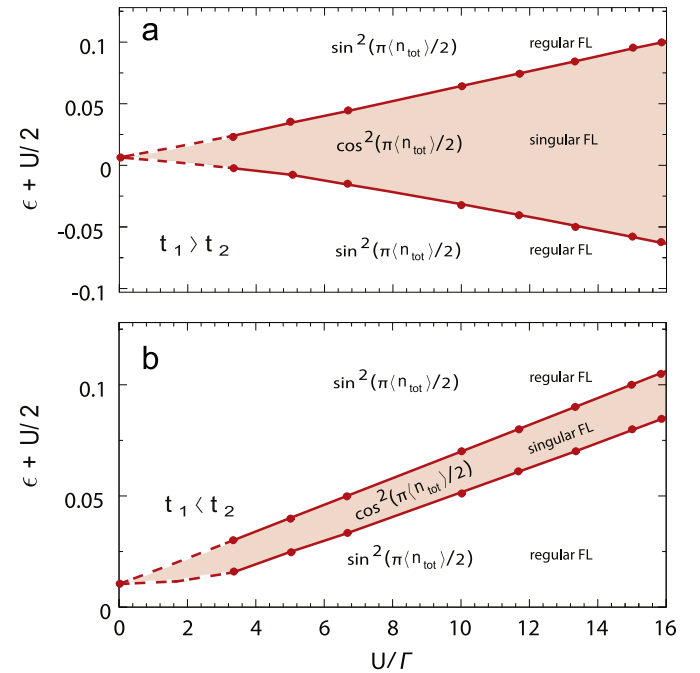 a
sin²(π⟨n_tot⟩/2) regular FL
0.1
0.05
cos²(π⟨n_tot⟩/2) singular FL
0
ϵ + U/2
-0.05
t₁ ⟩ t₂ sin²(π⟨n_tot⟩/2) regular FL
-0.1
b
sin²(π⟨n_tot⟩/2) regular FL
0.1
singular FL
cos²(π⟨n_tot⟩/2)
ϵ + U/2
t₁ ⟨ t₂
0.05
sin²(π⟨n_tot⟩/2) regular FL
0
0 2 4 6 8 10 12 14 16
U/Γ